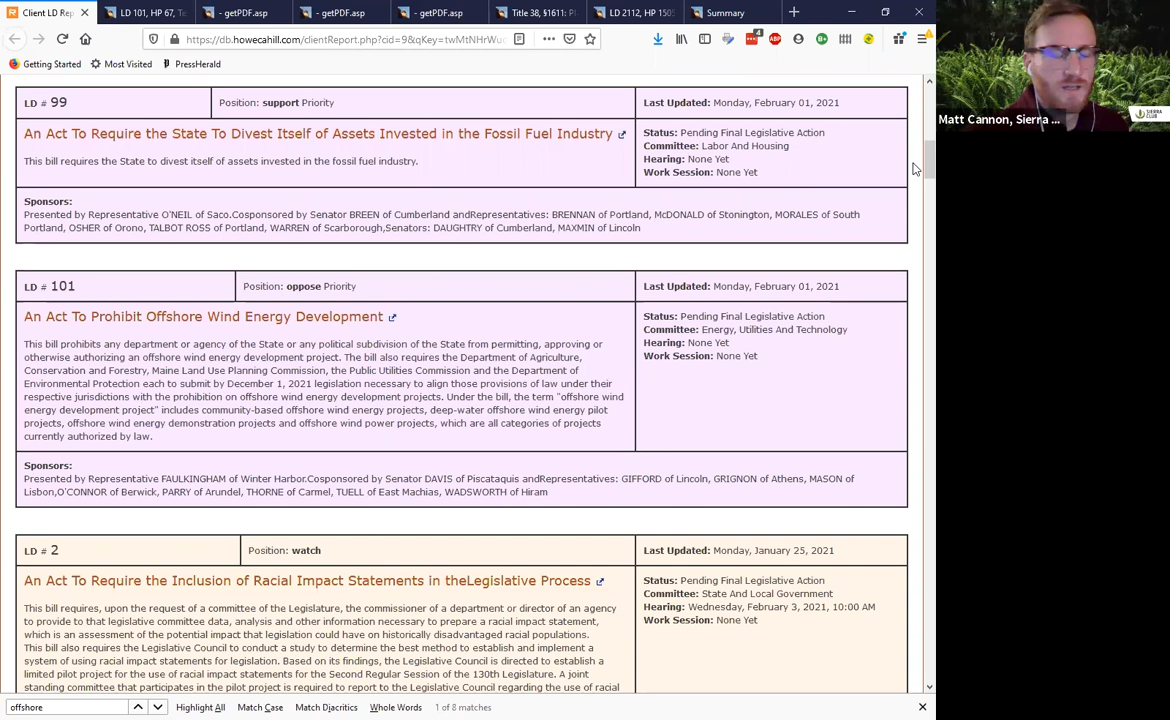 Client LD Rep
LD 101, HP 67, Te
- getPDF.asp
- getPDF.asp
- getPDF.asp
Title 38, §1611: Pl
LD 2112, HP 1505
Summary
https://db.howecahill.com/clientReport.php?cid=9&qKey=twMtNHrWu
4
ABP
Getting Started
Most Visited
PressHerald
LD # 99
Position: support Priority
Last Updated: Monday, February 01, 2021
An Act To Require the State To Divest Itself of Assets Invested in the Fossil Fuel Industry
This bill requires the State to divest itself of assets invested in the fossil fuel industry.
Status: Pending Final Legislative Action
Committee: Labor And Housing
Hearing: None Yet
Work Session: None Yet
Sponsors:
Presented by Representative O'NEIL of Saco.Cosponsored by Senator BREEN of Cumberland andRepresentatives: BRENNAN of Portland, McDONALD of Stonington, MORALES of South
Portland, OSHER of Orono, TALBOT ROSS of Portland, WARREN of Scarborough,Senators: DAUGHTRY of Cumberland, MAXMIN of Lincoln
LD # 101
Position: oppose Priority
Last Updated: Monday, February 01, 2021
An Act To Prohibit Offshore Wind Energy Development
This bill prohibits any department or agency of the State or any political subdivision of the State from permitting, approving or
otherwise authorizing an offshore wind energy development project. The bill also requires the Department of Agriculture,
Conservation and Forestry, Maine Land Use Planning Commission, the Public Utilities Commission and the Department of
Environmental Protection each to submit by December 1, 2021 legislation necessary to align those provisions of law under their
respective jurisdictions with the prohibition on offshore wind energy development projects. Under the bill, the term "offshore wind
energy development project" includes community-based offshore wind energy projects, deep-water offshore wind energy pilot
projects, offshore wind energy demonstration projects and offshore wind power projects, which are all categories of projects
currently authorized by law.
Status: Pending Final Legislative Action
Committee: Energy, Utilities And Technology
Hearing: None Yet
Work Session: None Yet
Sponsors:
Presented by Representative FAULKINGHAM of Winter Harbor.Cosponsored by Senator DAVIS of Piscataquis andRepresentatives: GIFFORD of Lincoln, GRIGNON of Athens, MASON of
Lisbon,O'CONNOR of Berwick, PARRY of Arundel, THORNE of Carmel, TUELL of East Machias, WADSWORTH of Hiram
LD # 2
Position: watch
Last Updated: Monday, January 25, 2021
An Act To Require the Inclusion of Racial Impact Statements in theLegislative Process
This bill requires, upon the request of a committee of the Legislature, the commissioner of a department or director of an agency
to provide to that legislative committee data, analysis and other information necessary to prepare a racial impact statement,
which is an assessment of the potential impact that legislation could have on historically disadvantaged racial populations.
This bill also requires the Legislative Council to conduct a study to determine the best method to establish and implement a
system of using racial impact statements for legislation. Based on its findings, the Legislative Council is directed to establish a
limited pilot project for the use of racial impact statements for the Second Regular Session of the 130th Legislature. A joint
standing committee that participates in the pilot project is required to report to the Legislative Council regarding the use of racial
Status: Pending Final Legislative Action
Committee: State And Local Government
Hearing: Wednesday, February 3, 2021, 10:00 AM
Work Session: None Yet
offshore
Highlight All
Match Case
Match Diacritics
Whole Words
1 of 8 matches
Matt Cannon, Sierra ...
SIERRA
CLUB